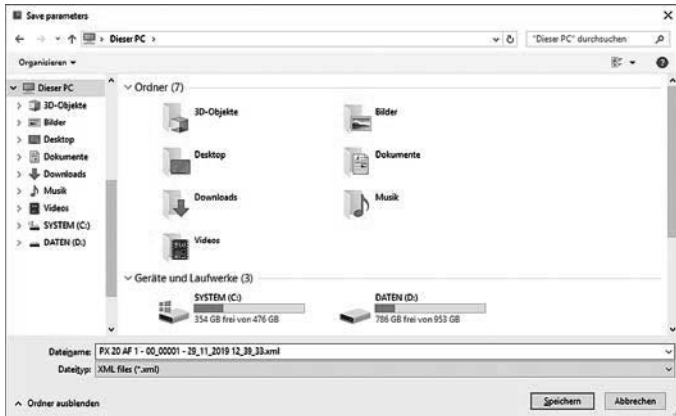 Save parameters
Dieser PC
"Dieser PC" durchsuchen
Organisieren
Dieser PC
3D-Objekte
Bilder
Desktop
Dokumente
Downloads
Musik
Videos
SYSTEM (C:)
DATEN (D:)
Ordner (7)
3D-Objekte
Bilder
Desktop
Dokumente
Downloads
Musik
Videos
Geräte und Laufwerke (3)
SYSTEM (C:)
354 GB frei von 476 GB
DATEN (D:)
786 GB frei von 953 GB
Dateiname: PX 20 AF 1 - 00_00001 - 29_11_2019 12_39_33.xml
Dateityp: XML files (*.xml)
Ordner ausblenden
Speichern
Abbrechen